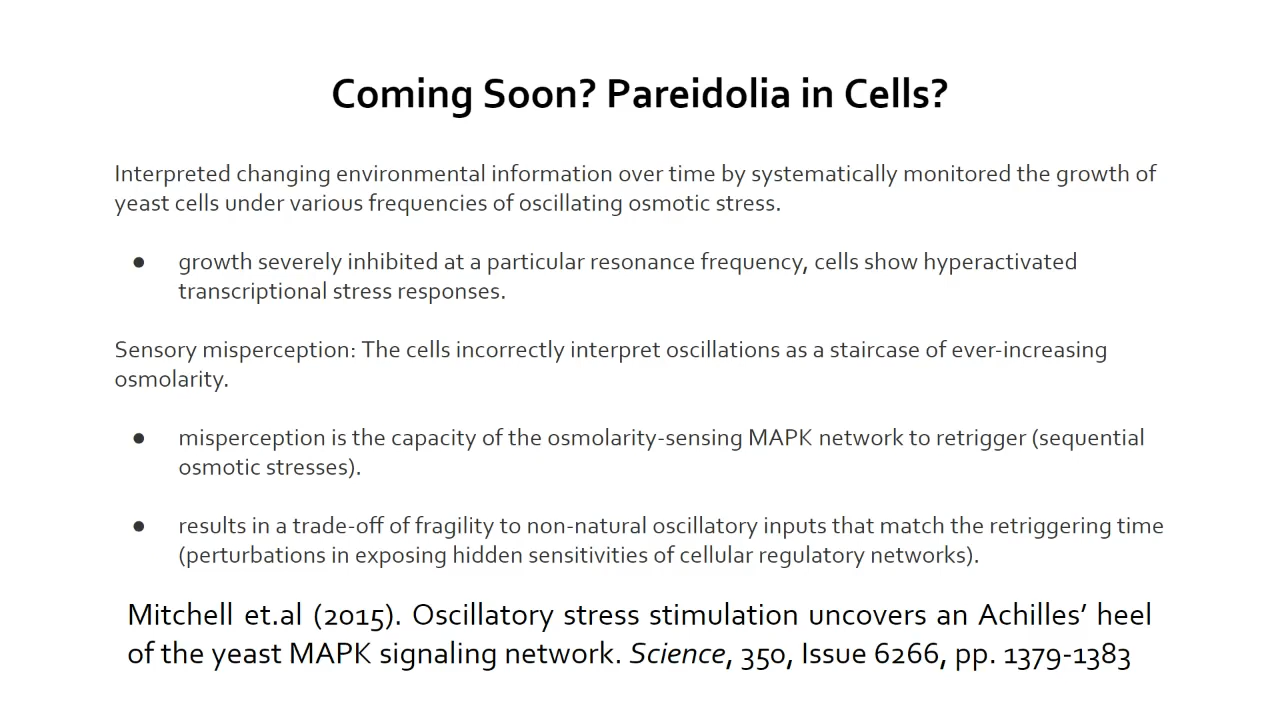 Coming Soon? Pareidolia in Cells?
Interpreted changing environmental information over time by systematically monitored the growth of
yeast cells under various frequencies of oscillating osmotic stress.
● growth severely inhibited at a particular resonance frequency, cells show hyperactivated
transcriptional stress responses.
Sensory misperception: The cells incorrectly interpret oscillations as a staircase of ever-increasing
osmolarity.
● misperception is the capacity of the osmolarity-sensing MAPK network to retrigger (sequential
osmotic stresses).
● results in a trade-off of fragility to non-natural oscillatory inputs that match the retriggering time
(perturbations in exposing hidden sensitivities of cellular regulatory networks).
Mitchell et.al (2015). Oscillatory stress stimulation uncovers an Achilles’ heel
of the yeast MAPK signaling network. Science, 350, Issue 6266, pp. 1379-1383